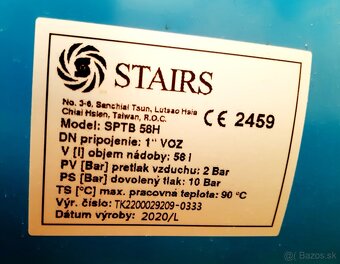 STAIRS
No. 3-6, Sanchiai Tsun, Lutsao Hsia
Chiai Hsien, Taiwan, R.O.C.
CE 2459
Model: SPTB 58H
DN pripojenie: 1" VOZ
V [l] objem nádoby: 58 l
PV [Bar] pretlak vzduchu: 2 Bar
PS [Bar] dovolený tlak: 10 Bar
TS [°C] max. pracovná teplota: 90 °C
Výr. číslo: TK2200029209-0333
Dátum výroby: 2020/L
Bazos.sk